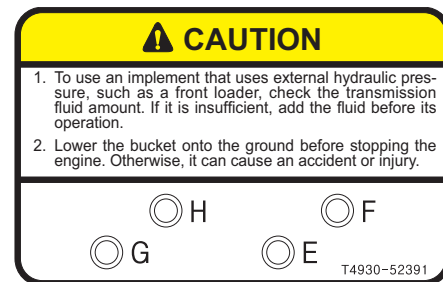 CAUTION
1. To use an implement that uses external hydraulic pres-
sure, such as a front loader, check the transmission
fluid amount. If it is insufficient, add the fluid before its
operation.
2. Lower the bucket onto the ground before stopping the
engine. Otherwise, it can cause an accident or injury.
H F
G E
T4930-52391